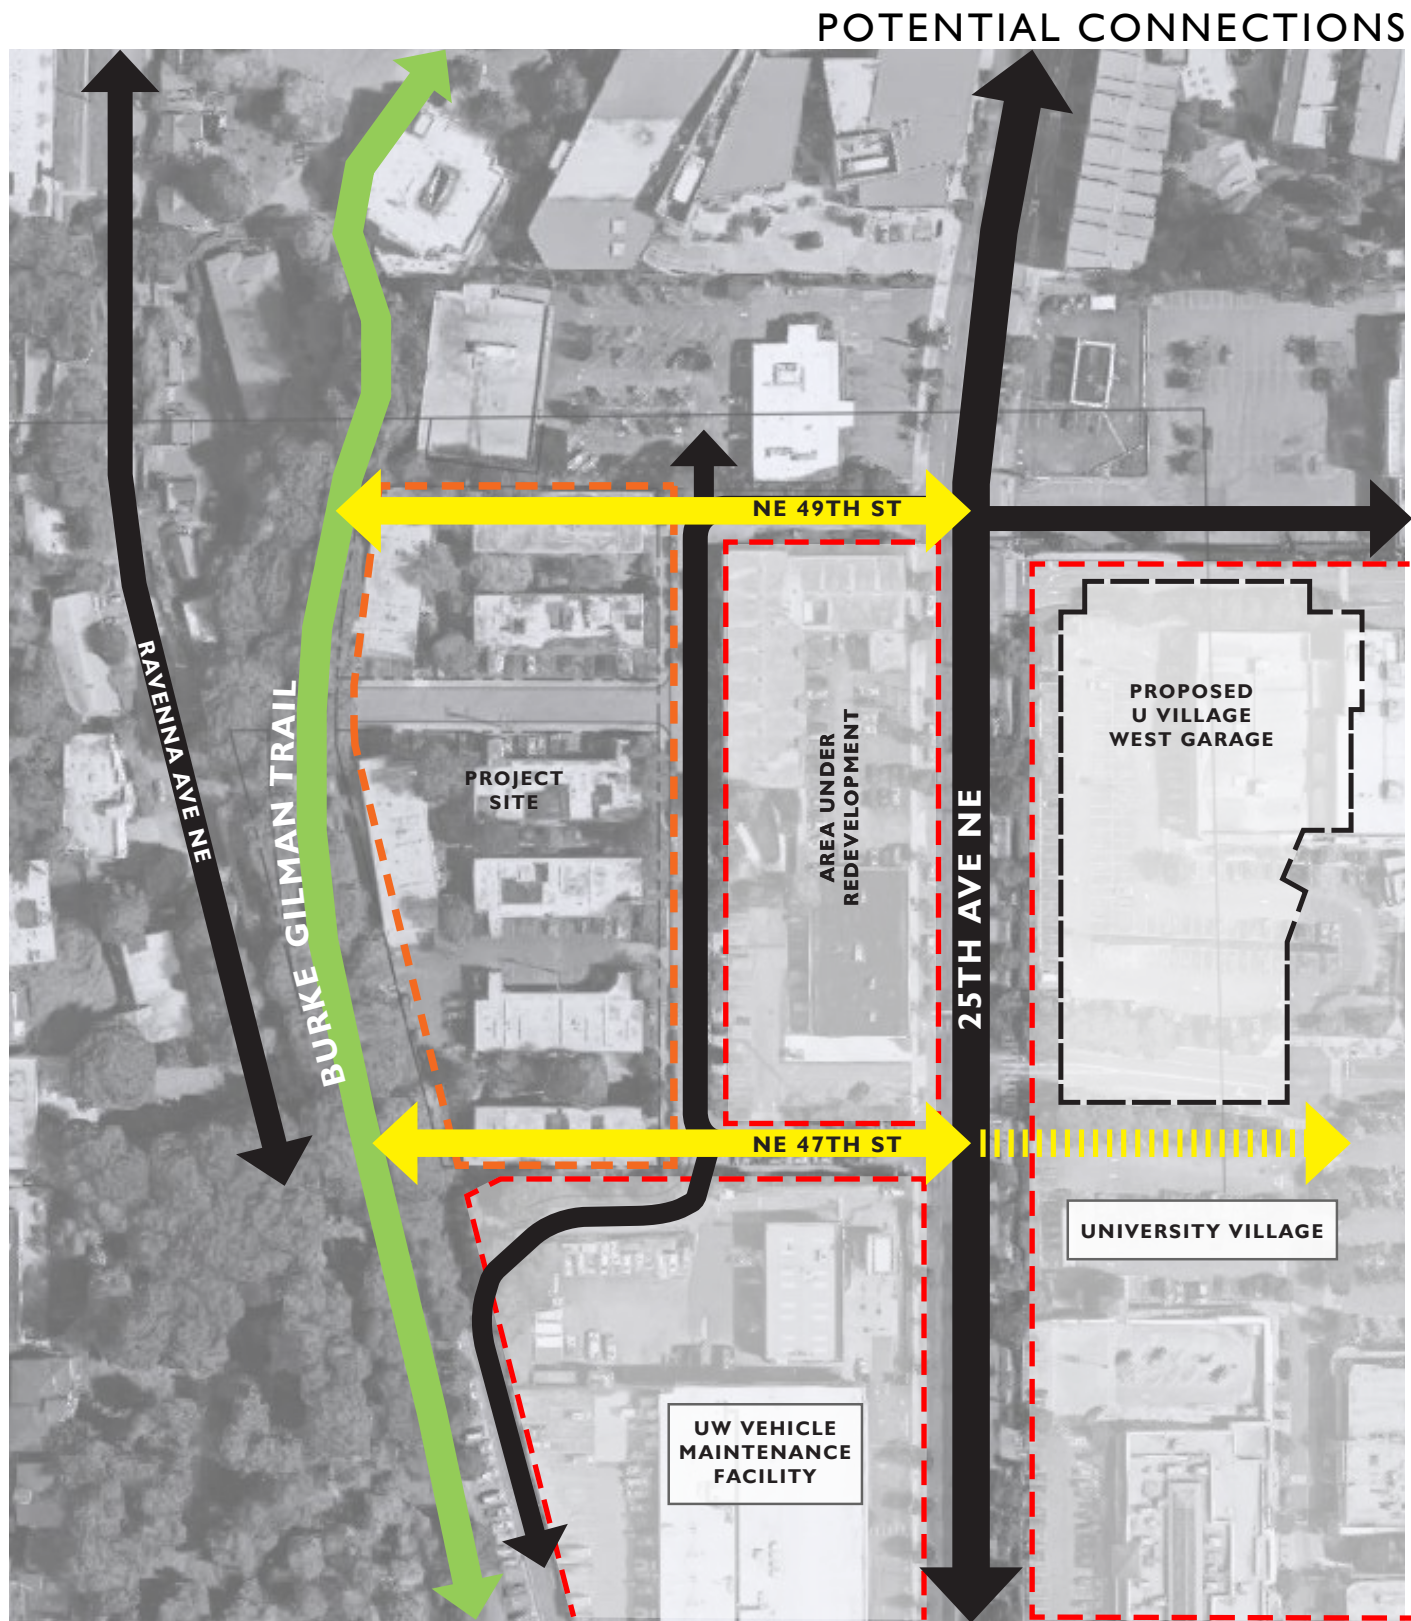 POTENTIAL CONNECTIONS
NE 49TH ST
RAVENNA AVE NE
BURKE GILMAN TRAIL
PROJECT
SITE
AREA UNDER
REDEVELOPMENT
25TH AVE NE
PROPOSED
U VILLAGE
WEST GARAGE
NE 47TH ST
UNIVERSITY VILLAGE
UW VEHICLE
MAINTENANCE
FACILITY